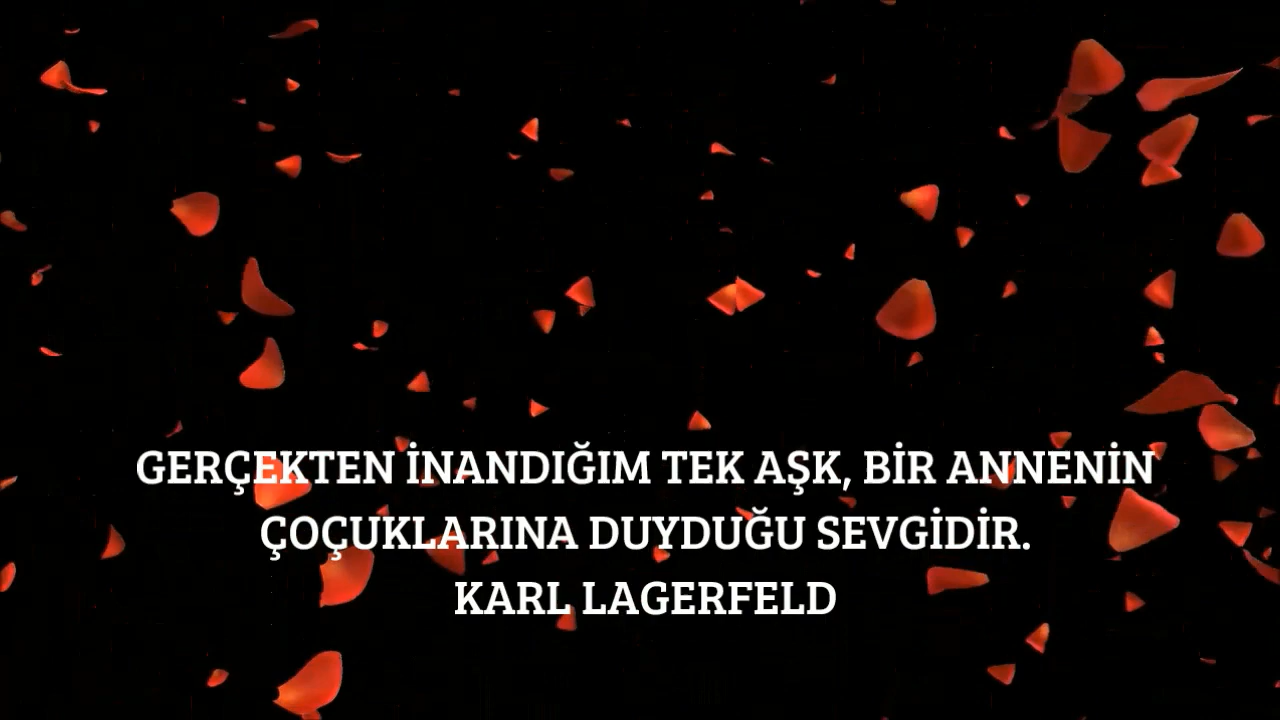 GERÇEKTEN İNANDIĞIM TEK AŞK, BİR ANNENİN
ÇOÇUKLARINA DUYDUĞU SEVGİDİR.
KARL LAGERFELD